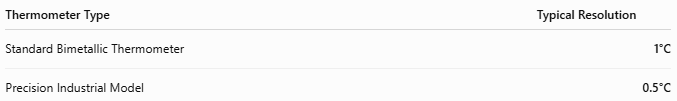 Thermometer Type Typical Resolution
Standard Bimetallic Thermometer 1°C
Precision Industrial Model 0.5°C